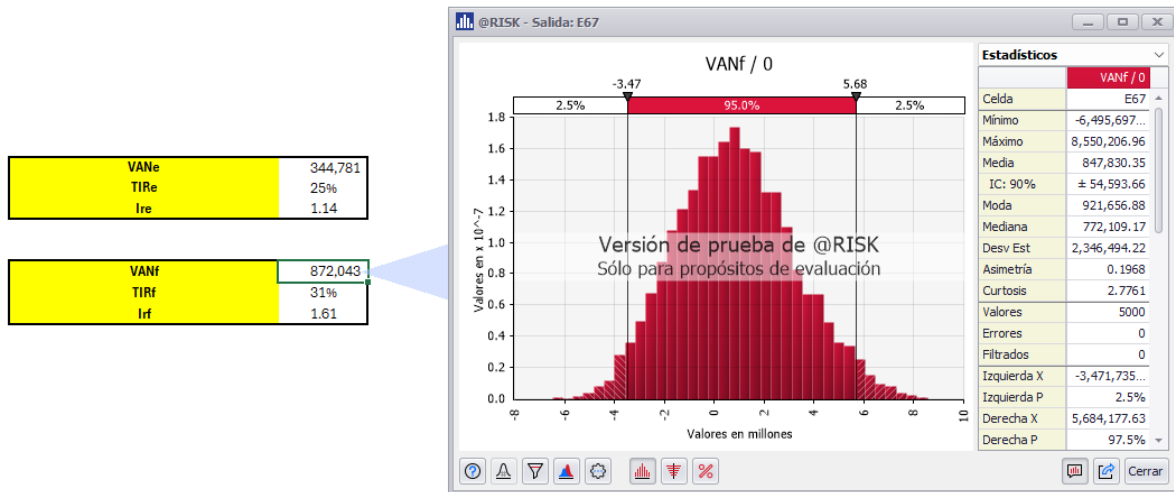 @RISK - Salida: E67
VANe 344,781
TIRe 25%
Ire 1.14
VANf 872,043
TIRf 31%
Irf 1.61
VANf / 0
-3.47 5.68
2.5% 95.0% 2.5%
1.8
1.6
1.4
1.2
1.0
0.8
0.6
0.4
0.2
0.0
Valores en x 10^-7
Versión de prueba de @RISK
Sólo para propósitos de evaluación
-8 -6 -4 -2 0 2 4 6 8 10
Valores en millones
Estadísticos
VANf / 0
Celda E67
Mínimo -6,495,697...
Máximo 8,550,206.96
Media 847,830.35
IC: 90% ± 54,593.66
Moda 921,656.88
Mediana 772,109.17
Desv Est 2,346,494.22
Asimetría 0.1968
Curtosis 2.7761
Valores 5000
Errores 0
Filtrados 0
Izquierda X -3,471,735...
Izquierda P 2.5%
Derecha X 5,684,177.63
Derecha P 97.5%
Cerrar